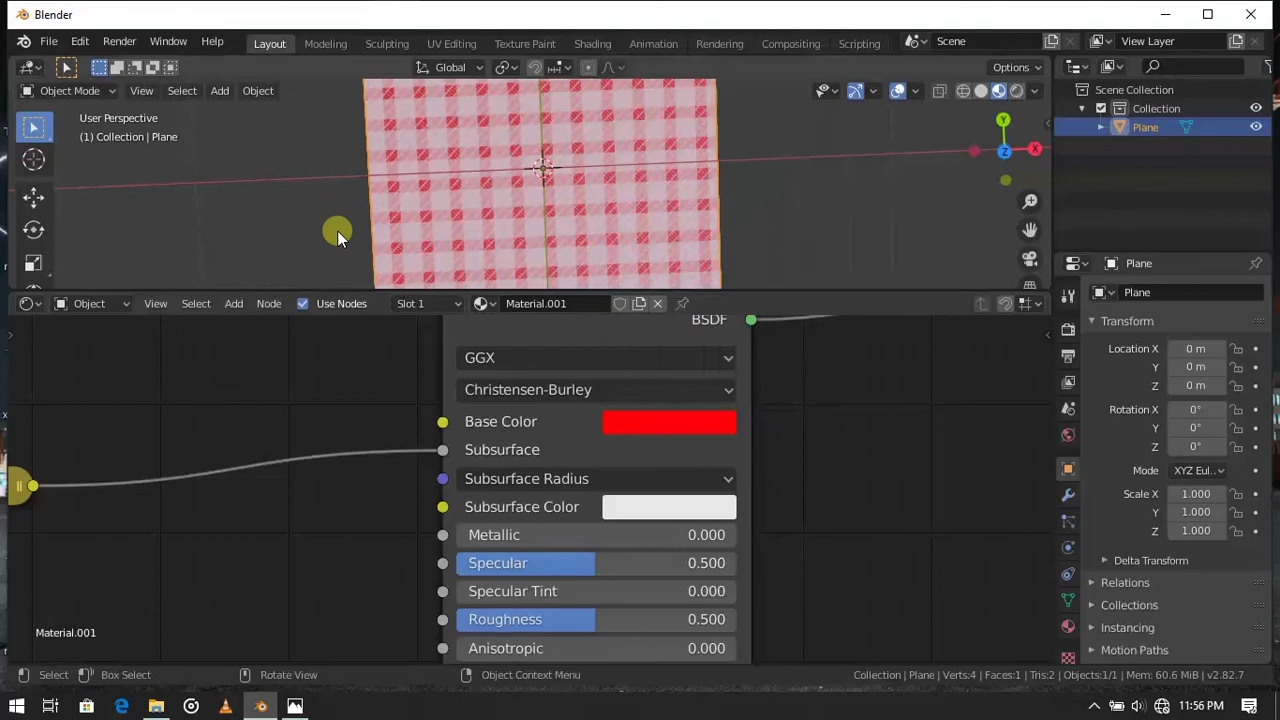 Blender
File Edit Render Window Help Layout Modeling Sculpting UV Editing Texture Paint Shading Animation Rendering Compositing Scripting Scene View Layer
Global Options
Object Mode View Select Add Object
User Perspective
(1) Collection | Plane
Y
X
Z
Scene Collection
Collection
Plane
Plane
Plane
Transform
Location X 0 m
Y 0 m
Z 0 m
Rotation X 0°
Y 0°
Z 0°
Mode XYZ Eul..
Scale X 1.000
Y 1.000
Z 1.000
Delta Transform
Relations
Collections
Instancing
Motion Paths
Object View Select Add Node Use Nodes Slot 1 Material.001
BSDF
GGX
Christensen-Burley
Base Color
Subsurface
Subsurface Radius
Subsurface Color
Metallic 0.000
Specular 0.500
Specular Tint 0.000
Roughness 0.500
Anisotropic 0.000
Material.001
Select Box Select Rotate View Object Context Menu Collection | Plane | Verts:4 | Faces:1 | Tris:2 | Objects:1/1 | Mem: 60.6 MiB | v2.82.7
11:56 PM